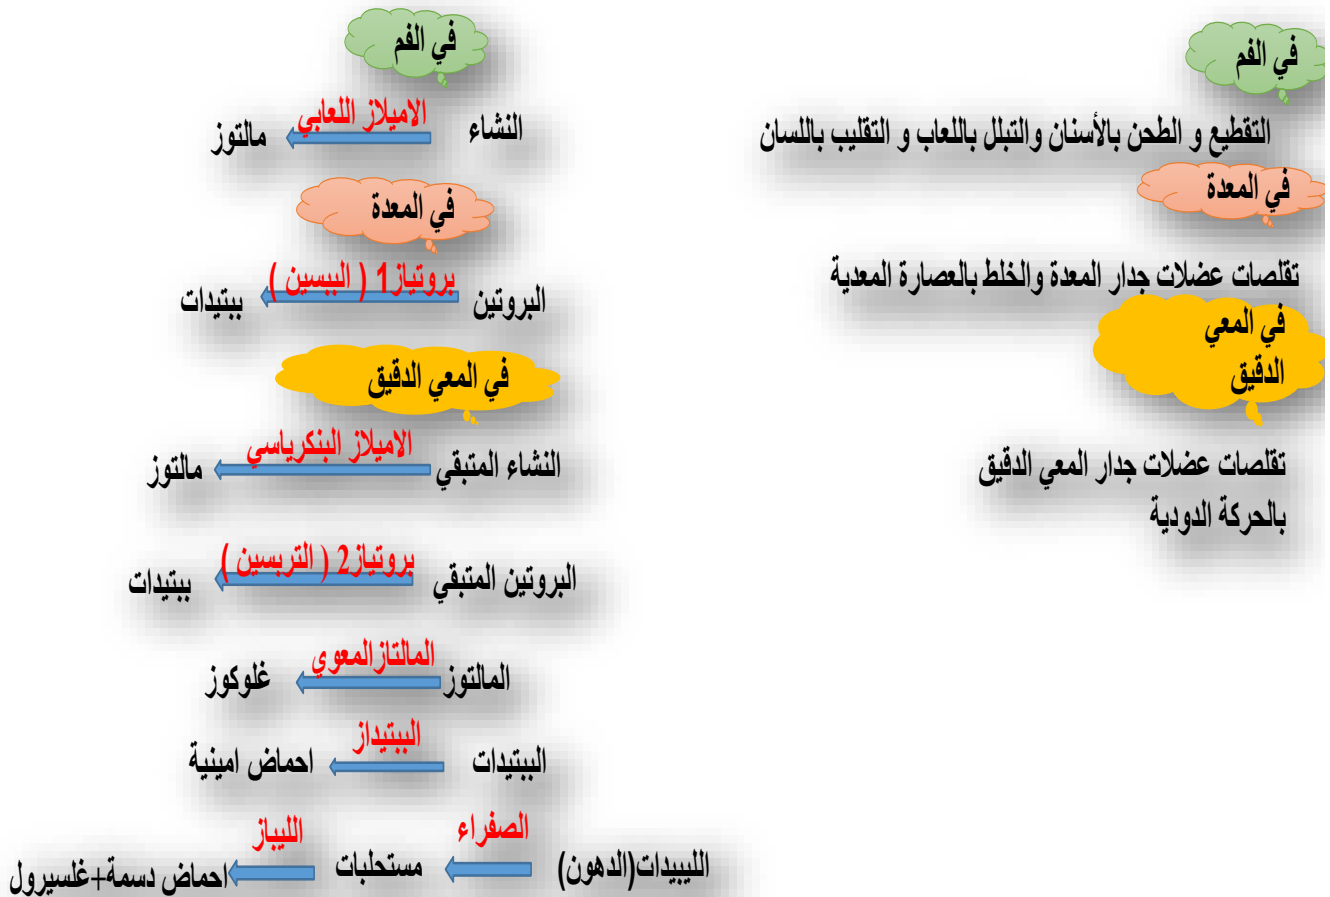 في الفم
التقطيع و الطحن بالأسنان والتبلل باللعاب و التقليب باللسان
في المعدة
تقلصات عضلات جدار المعدة والخلط بالعصارة المعدية
في المعي
الدقيق
تقلصات عضلات جدار المعي الدقيق
بالحركة الدودية
في الفم
النشاء الاميلاز اللعابي مالتوز
في المعدة
البروتين بروتياز1 ( الببسين ) ببتيدات
في المعي الدقيق
النشاء المتبقي الاميلاز البنكرياسي مالتوز
البروتين المتبقي بروتياز2 ( التربسين ) ببتيدات
المالتوز المالتازالمعوي غلوكوز
الببتيدات الببتيداز احماض امينية
الليبيدات(الدهون) الصفراء مستحلبات الليباز احماض دسمة+غلسيرول